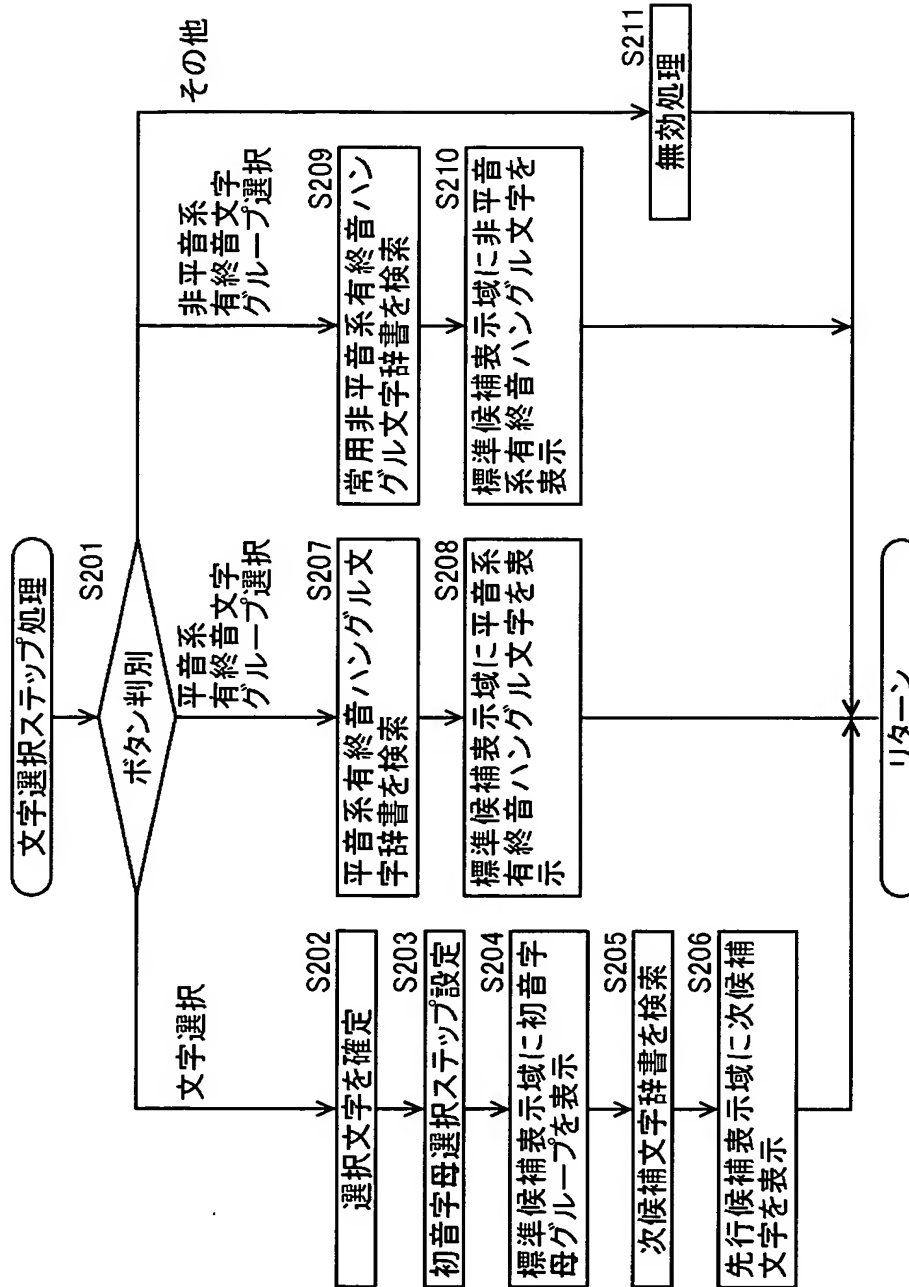 文字選択ステップ処理
S201
ボタン判別
文字選択
S202
選択文字を確定
S203
初音字母選択ステップ設定
S204
標準候補表示域に初音字
母グループを表示
S205
次候補文字辞書を検索
S206
先行候補表示域に次候補
文字を表示
平音系
有終音文字
グループ選択
S207
平音系有終音ハングル文
字辞書を検索
S208
標準候補表示域に平音系
有終音ハングル文字を表
示
非平音系
有終音文字
グループ選択
S209
常用非平音系有終音ハン
グル文字辞書を検索
S210
標準候補表示域に非平音
系有終音ハングル文字を
表示
その他
S211
無効処理
リターン